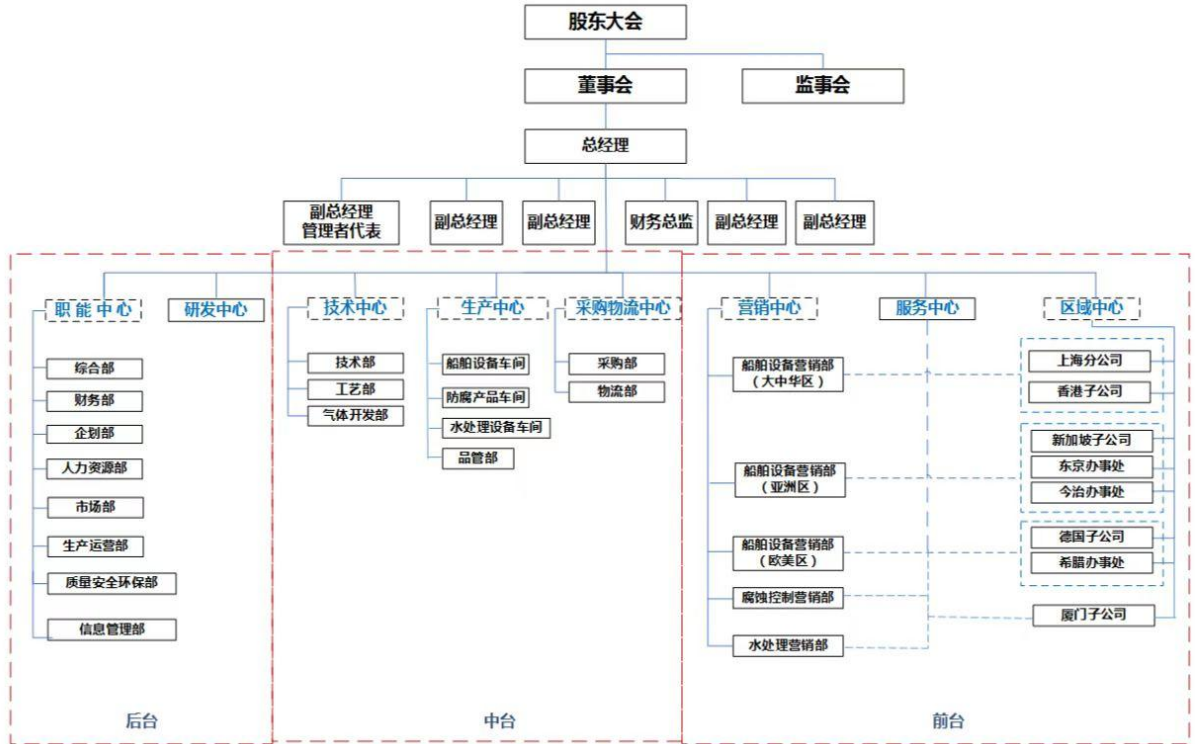 股东大会
董事会
监事会
总经理
副总经理
管理者代表
副总经理
副总经理
财务总监
副总经理
副总经理
职能中心
研发中心
技术中心
生产中心
采购物流中心
营销中心
服务中心
区域中心
综合部
财务部
企划部
人力资源部
市场部
生产运营部
质量安全环保部
信息管理部
技术部
工艺部
气体开发部
船舶设备车间
防腐产品车间
水处理设备车间
品管部
采购部
物流部
船舶设备营销部
（大中华区）
船舶设备营销部
（亚洲区）
船舶设备营销部
（欧美区）
腐蚀控制营销部
水处理营销部
上海分公司
香港子公司
新加坡子公司
东京办事处
今治办事处
德国子公司
希腊办事处
厦门子公司
后台
中台
前台